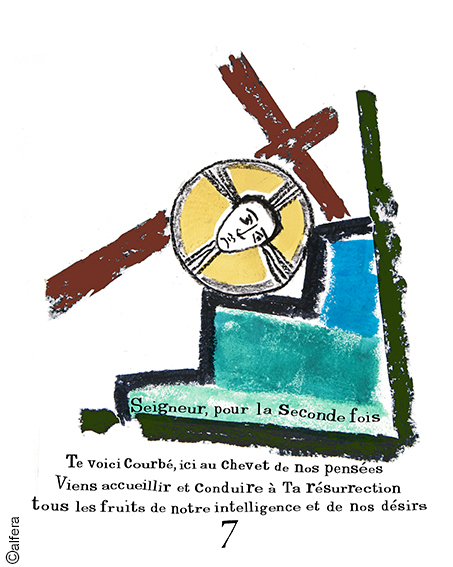 Seigneur, pour la Seconde fois
Te voici Courbé, ici au chevet de nos pensées
Viens accueillir et conduire à Ta résurrection
tous les fruits de notre intelligence et de nos désirs
7
©alfera